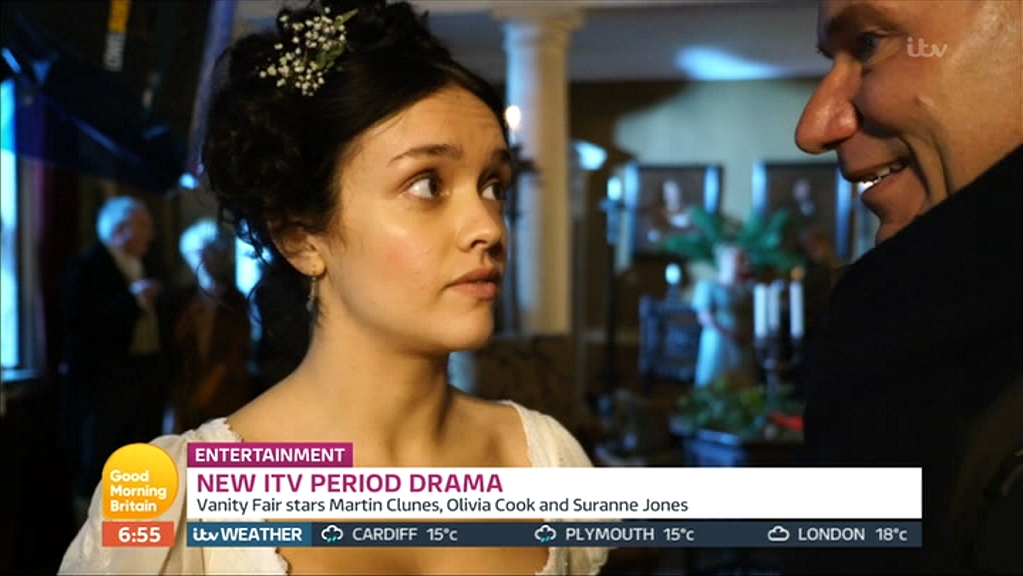 itv
ENTERTAINMENT
Good
Morning
Britain
NEW ITV PERIOD DRAMA
Vanity Fair stars Martin Clunes, Olivia Cook and Suranne Jones
6:55
itv WEATHER
CARDIFF 15°c
PLYMOUTH 15°c
LONDON 18°c